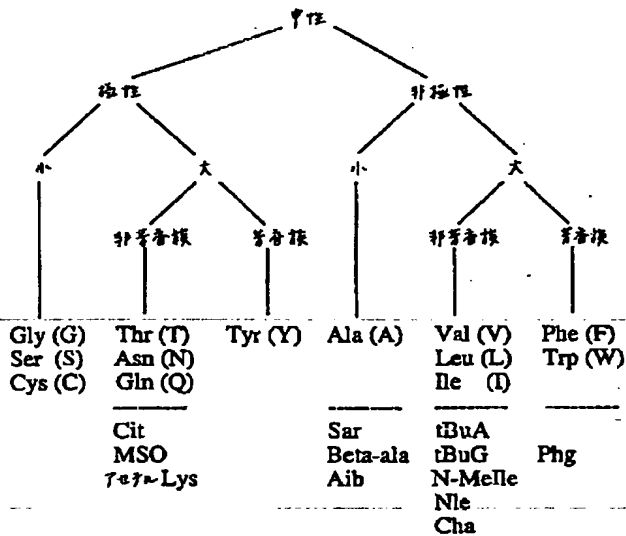 中性
極性 非極性
小 大 小 大
非芳香族 芳香族 非芳香族 芳香族
Gly (G) Thr (T) Tyr (Y) Ala (A) Val (V) Phe (F)
Ser (S) Asn (N) Leu (L) Trp (W)
Cys (C) Gln (Q) Ile (I)
Cit Sar tBuA
MSO Beta-ala tBuG Phg
アセチル Lys Aib N-MeIle
Nle
Cha